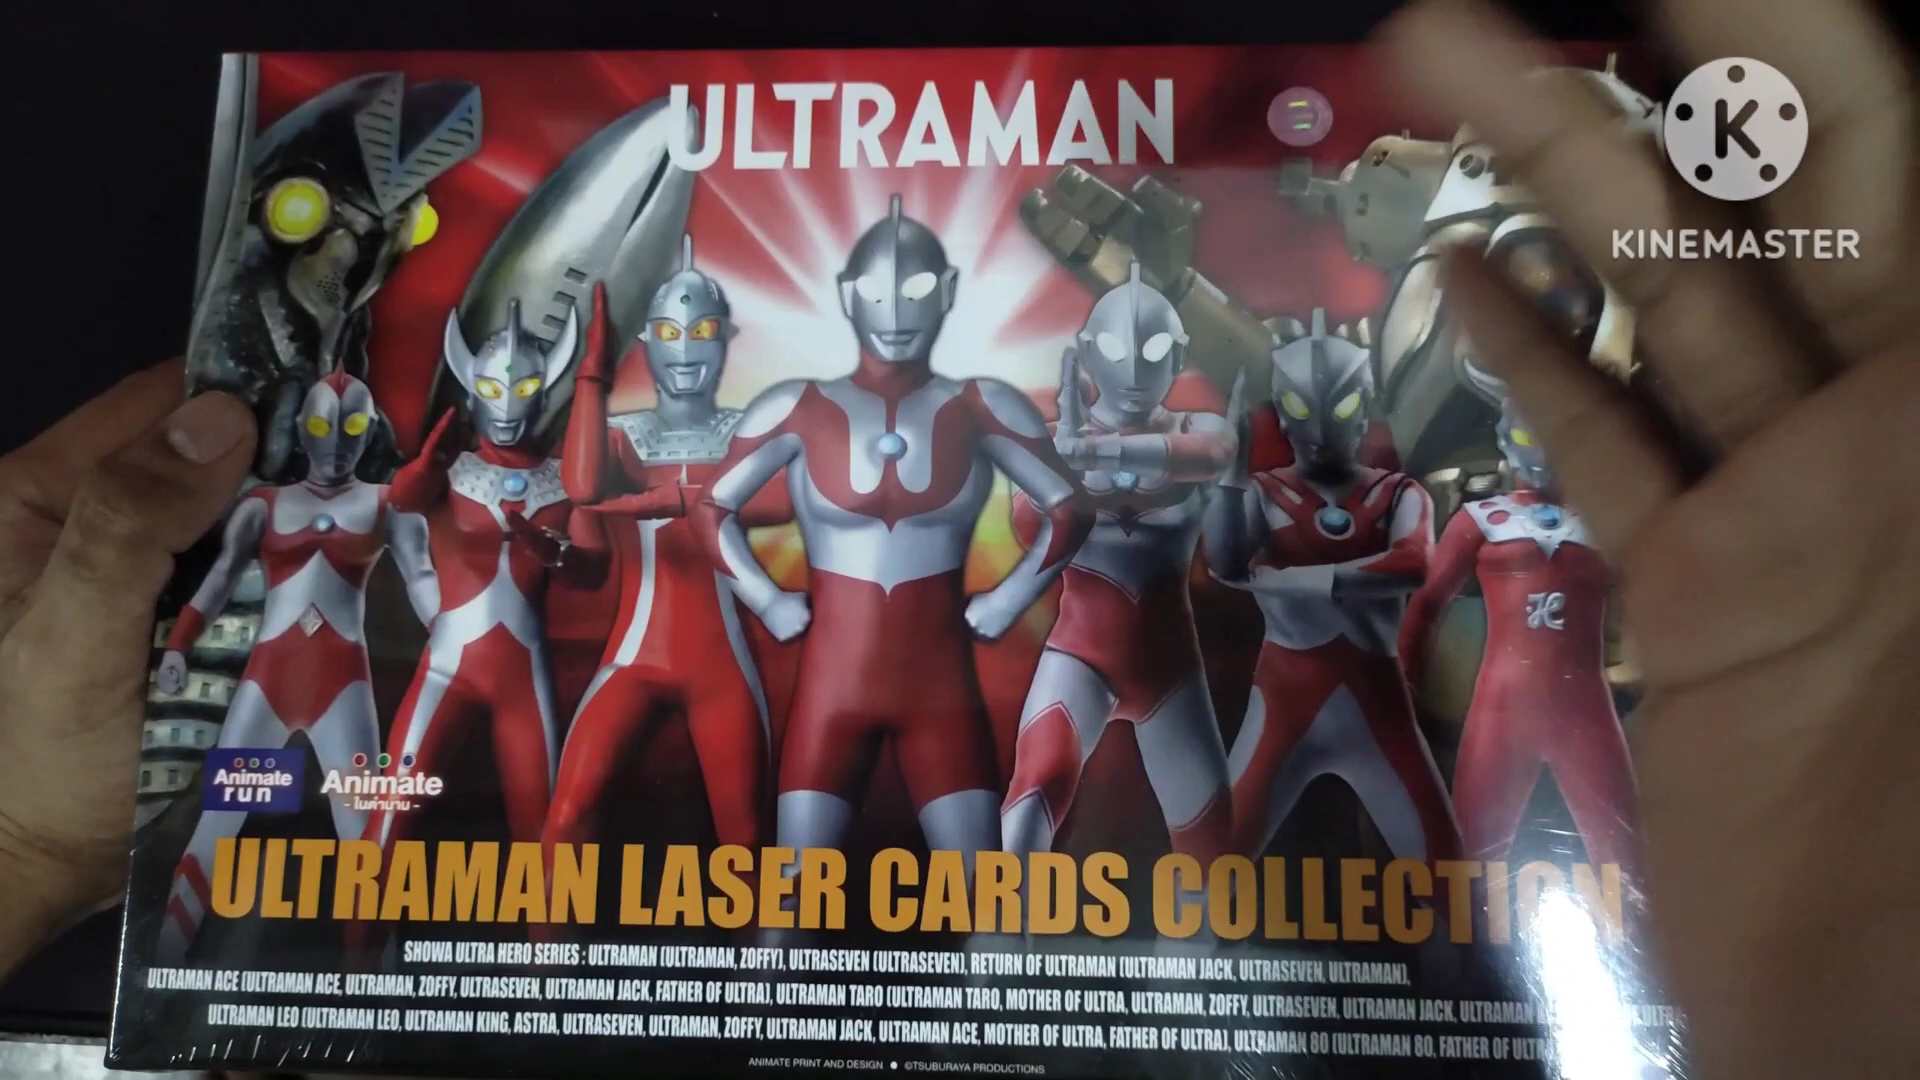 ULTRAMAN
K
KINEMASTER
Animate
run
Animate
-ในตำนาน-
ULTRAMAN LASER CARDS COLLECTION
SHOWA ULTRA HERO SERIES : ULTRAMAN (ULTRAMAN, ZOFFY), ULTRASEVEN (ULTRASEVEN), RETURN OF ULTRAMAN (ULTRAMAN JACK, ULTRASEVEN, ULTRAMAN),
ULTRAMAN ACE (ULTRAMAN ACE, ULTRAMAN, ZOFFY, ULTRASEVEN, ULTRAMAN JACK, FATHER OF ULTRA), ULTRAMAN TARO (ULTRAMAN TARO, MOTHER OF ULTRA, ULTRAMAN, ZOFFY, ULTRASEVEN, ULTRAMAN JACK, ULTRAMAN
ULTRAMAN LEO (ULTRAMAN LEO, ULTRAMAN KING, ASTRA, ULTRASEVEN, ULTRAMAN, ZOFFY, ULTRAMAN JACK, ULTRAMAN ACE, MOTHER OF ULTRA, FATHER OF ULTRA), ULTRAMAN 80 (ULTRAMAN 80, FATHER OF
ANIMATE PRINT AND DESIGN ● ©TSUBURAYA PRODUCTIONS